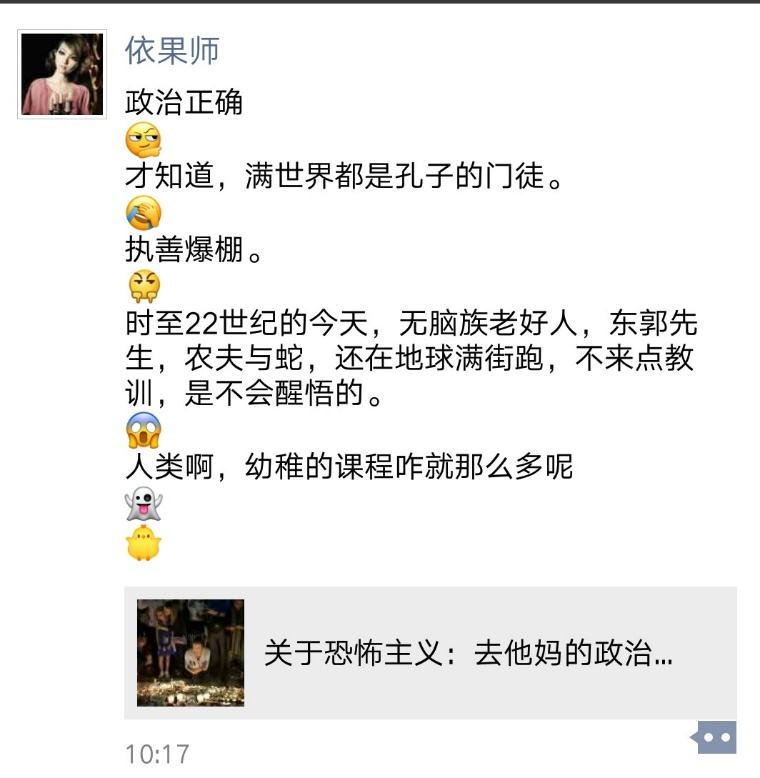 依果师
政治正确
才知道，满世界都是孔子的门徒。
执善爆棚。
时至22世纪的今天，无脑族老好人，东郭先
生，农夫与蛇，还在地球满街跑，不来点教
训，是不会醒悟的。
人类啊，幼稚的课程咋就那么多呢
关于恐怖主义：去他妈的政治...
10:17